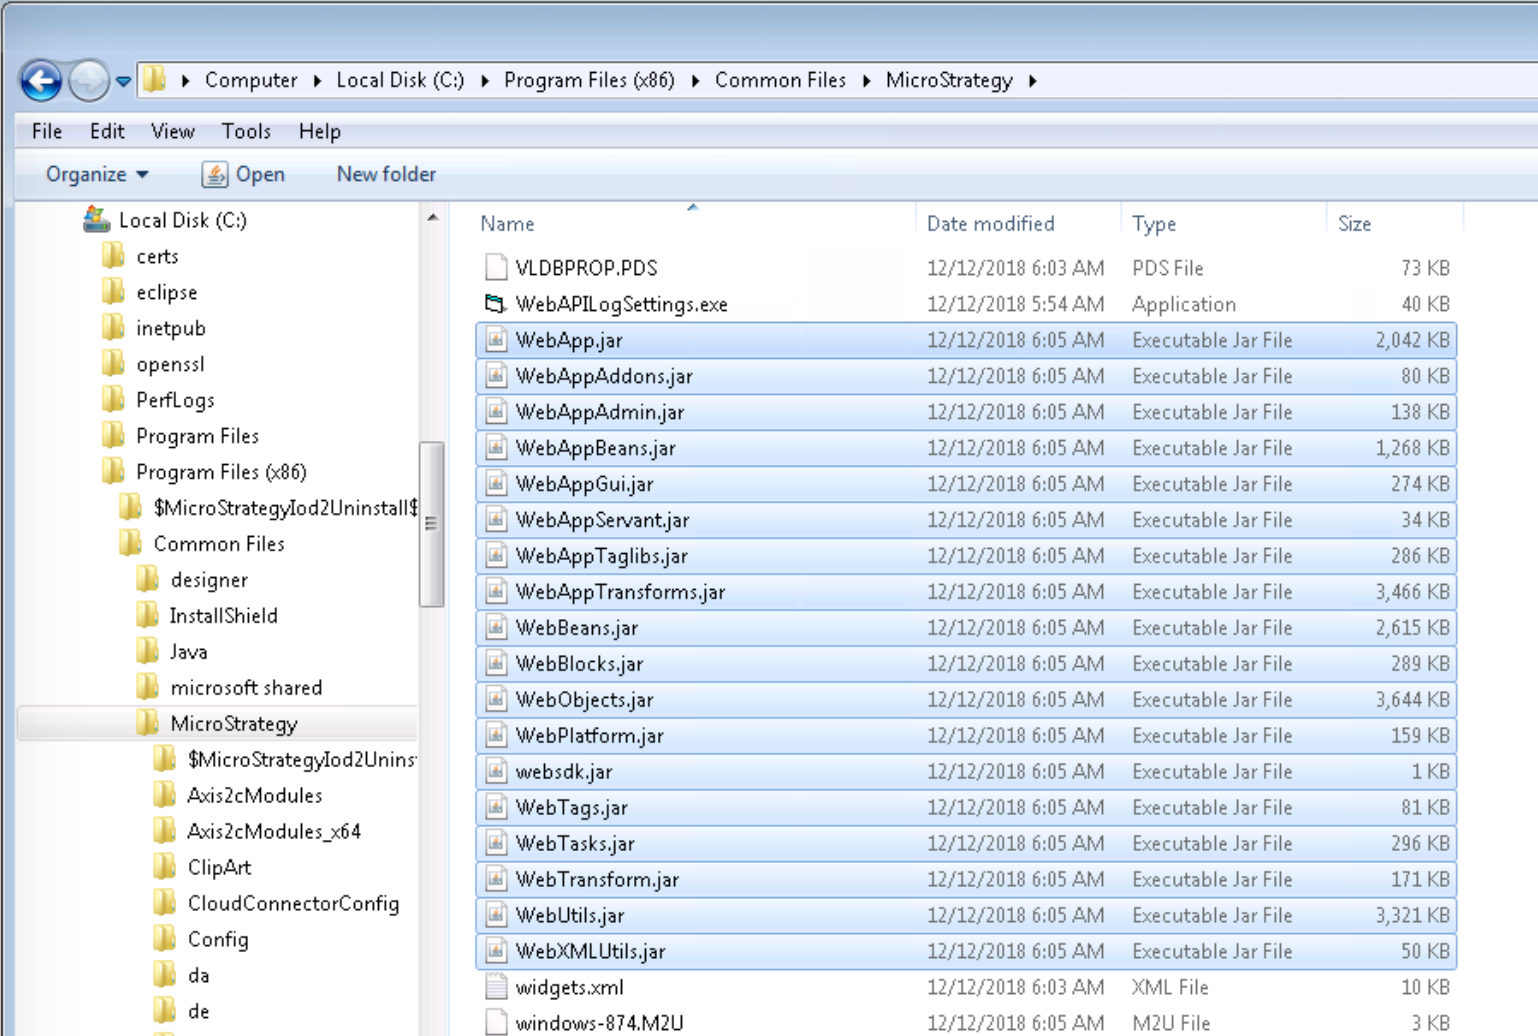 Computer Local Disk (C:) Program Files (x86) Common Files MicroStrategy
File Edit View Tools Help
Organize Open New folder
Local Disk (C:)
certs
eclipse
inetpub
openssl
PerfLogs
Program Files
Program Files (x86)
$MicroStrategyIod2Uninstall$
Common Files
designer
InstallShield
Java
microsoft shared
MicroStrategy
$MicroStrategyIod2Unins
Axis2cModules
Axis2cModules_x64
ClipArt
CloudConnectorConfig
Config
da
de
Name Date modified Type Size
VLDBPROP.PDS 12/12/2018 6:03 AM PDS File 73 KB
WebAPILogSettings.exe 12/12/2018 5:54 AM Application 40 KB
WebApp.jar 12/12/2018 6:05 AM Executable Jar File 2,042 KB
WebAppAddons.jar 12/12/2018 6:05 AM Executable Jar File 80 KB
WebAppAdmin.jar 12/12/2018 6:05 AM Executable Jar File 138 KB
WebAppBeans.jar 12/12/2018 6:05 AM Executable Jar File 1,268 KB
WebAppGui.jar 12/12/2018 6:05 AM Executable Jar File 274 KB
WebAppServant.jar 12/12/2018 6:05 AM Executable Jar File 34 KB
WebAppTaglibs.jar 12/12/2018 6:05 AM Executable Jar File 286 KB
WebAppTransforms.jar 12/12/2018 6:05 AM Executable Jar File 3,466 KB
WebBeans.jar 12/12/2018 6:05 AM Executable Jar File 2,615 KB
WebBlocks.jar 12/12/2018 6:05 AM Executable Jar File 289 KB
WebObjects.jar 12/12/2018 6:05 AM Executable Jar File 3,644 KB
WebPlatform.jar 12/12/2018 6:05 AM Executable Jar File 159 KB
websdk.jar 12/12/2018 6:05 AM Executable Jar File 1 KB
WebTags.jar 12/12/2018 6:05 AM Executable Jar File 81 KB
WebTasks.jar 12/12/2018 6:05 AM Executable Jar File 296 KB
WebTransform.jar 12/12/2018 6:05 AM Executable Jar File 171 KB
WebUtils.jar 12/12/2018 6:05 AM Executable Jar File 3,321 KB
WebXMLUtils.jar 12/12/2018 6:05 AM Executable Jar File 50 KB
widgets.xml 12/12/2018 6:03 AM XML File 10 KB
windows-874.M2U 12/12/2018 6:05 AM M2U File 3 KB